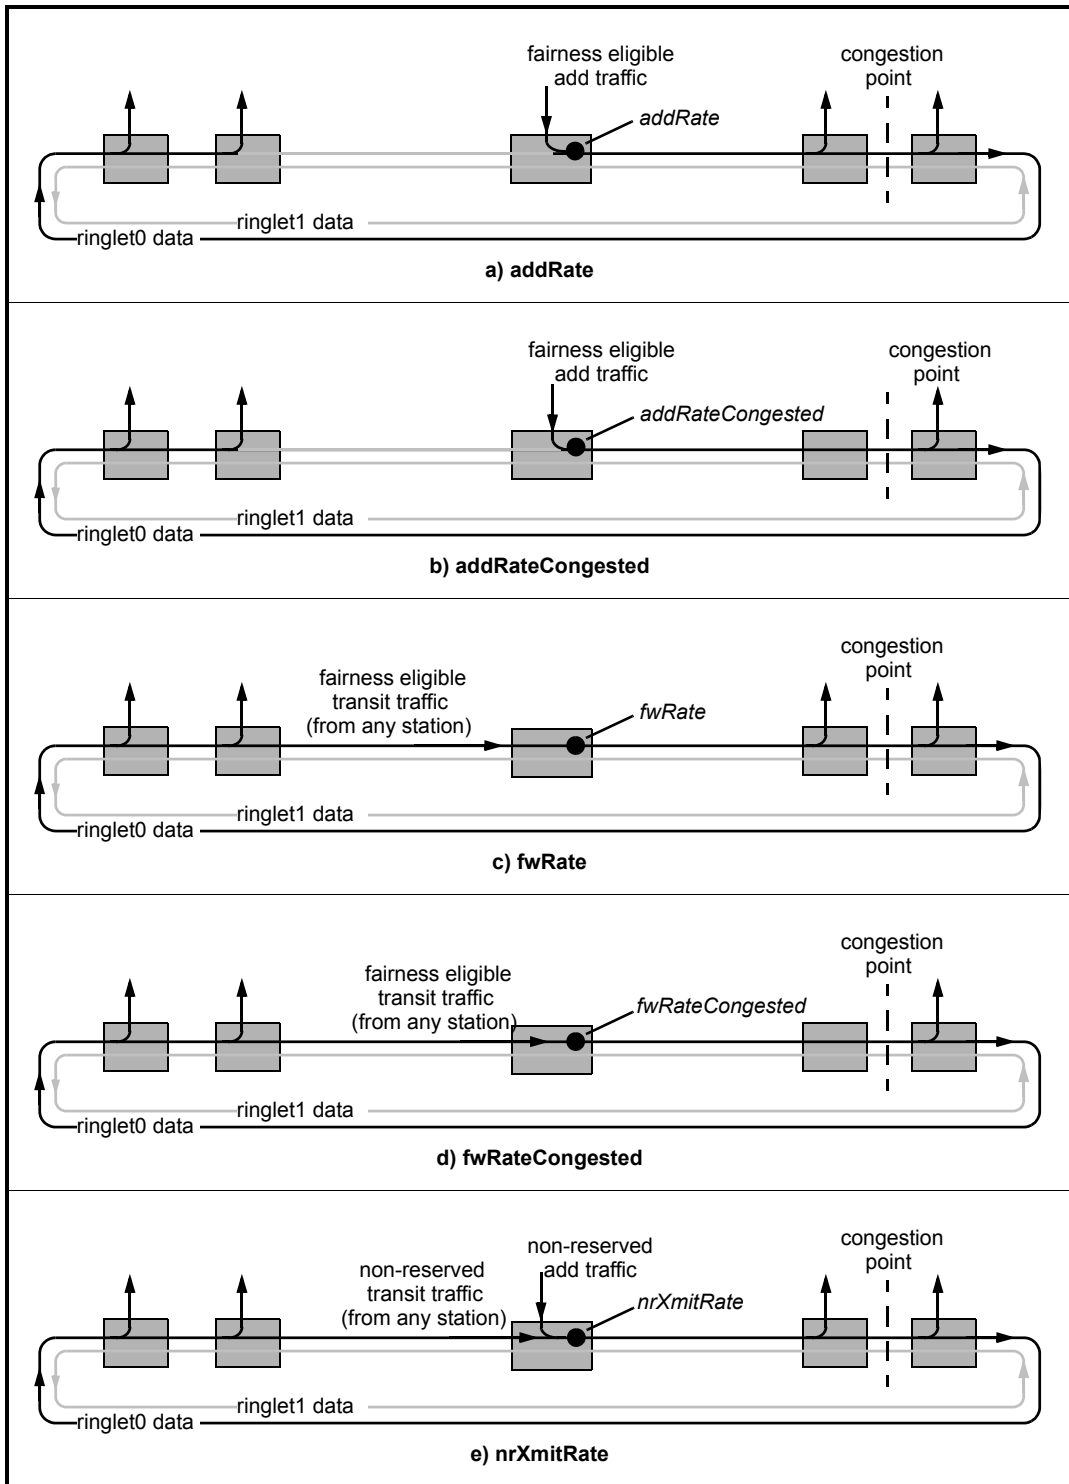 fairness eligible
add traffic
congestion
point
addRate
ringlet1 data
ringlet0 data
a) addRate
fairness eligible
add traffic
congestion
point
addRateCongested
ringlet1 data
ringlet0 data
b) addRateCongested
congestion
point
fairness eligible
transit traffic
(from any station)
fwRate
ringlet1 data
ringlet0 data
c) fwRate
congestion
point
fairness eligible
transit traffic
(from any station)
fwRateCongested
ringlet1 data
ringlet0 data
d) fwRateCongested
congestion
point
non-reserved
add traffic
non-reserved
transit traffic
(from any station)
nrXmitRate
ringlet1 data
ringlet0 data
e) nrXmitRate